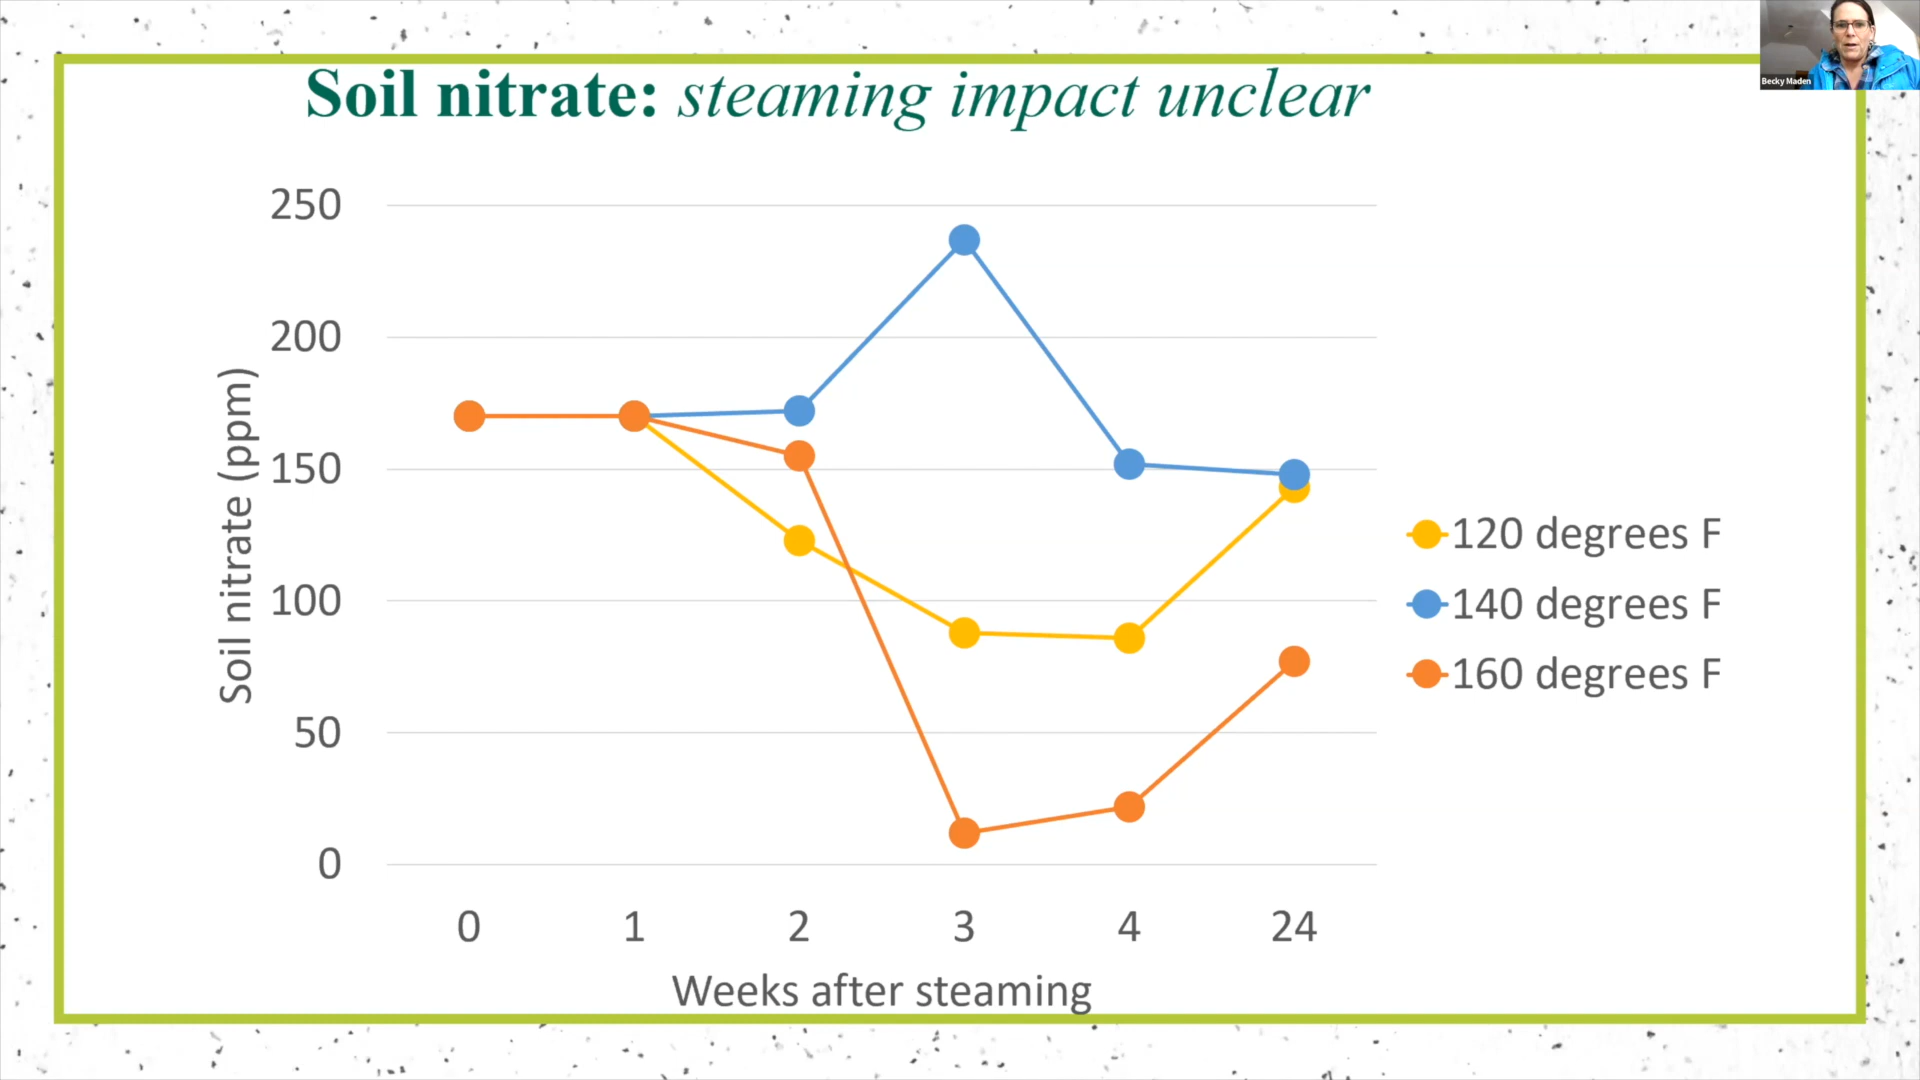 Becky Maden
Soil nitrate: steaming impact unclear
250
200
150
100
50
0
Soil nitrate (ppm)
0 1 2 3 4 24
Weeks after steaming
120 degrees F
140 degrees F
160 degrees F